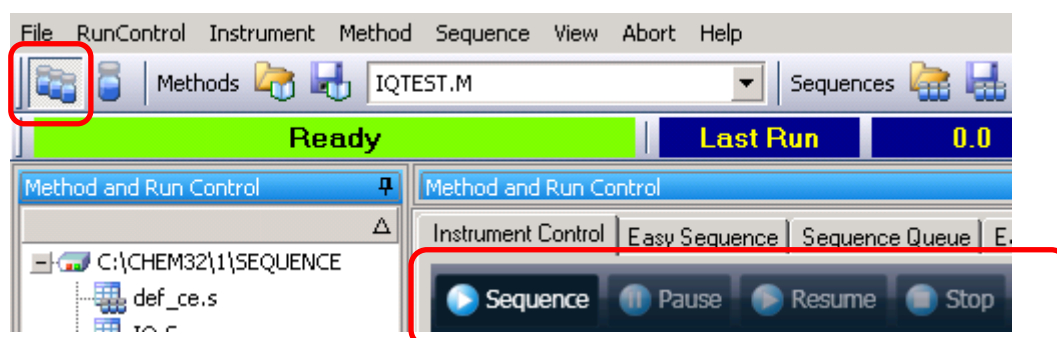 File RunControl Instrument Method Sequence View Abort Help
Methods IQTEST.M Sequences
Ready Last Run 0.0
Method and Run Control Method and Run Control
Instrument Control Easy Sequence Sequence Queue
C:\CHEM32\1\SEQUENCE
Sequence Pause Resume Stop
def_ce.s